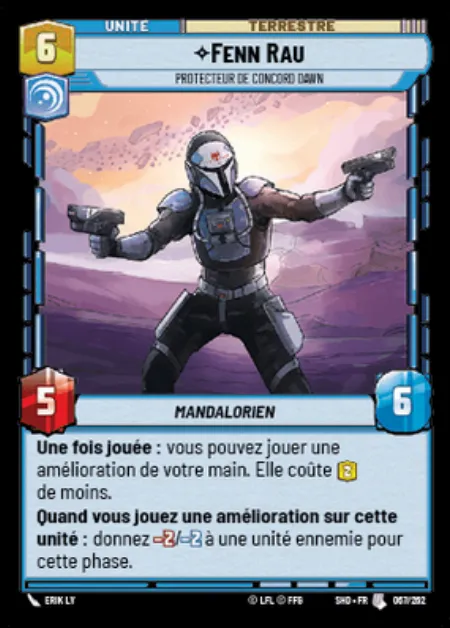 UNITÉ
TERRESTRE
6
FENN RAU
PROTECTEUR DE CONCORD DAWN
5
MANDALORIEN
6
Une fois jouée : vous pouvez jouer une
amélioration de votre main. Elle coûte 2
de moins.
Quand vous jouez une amélioration sur cette
unité : donnez -2/-2 à une unité ennemie pour
cette phase.
ERIK LY
© LFL © FFG
SHD • FR
067/262